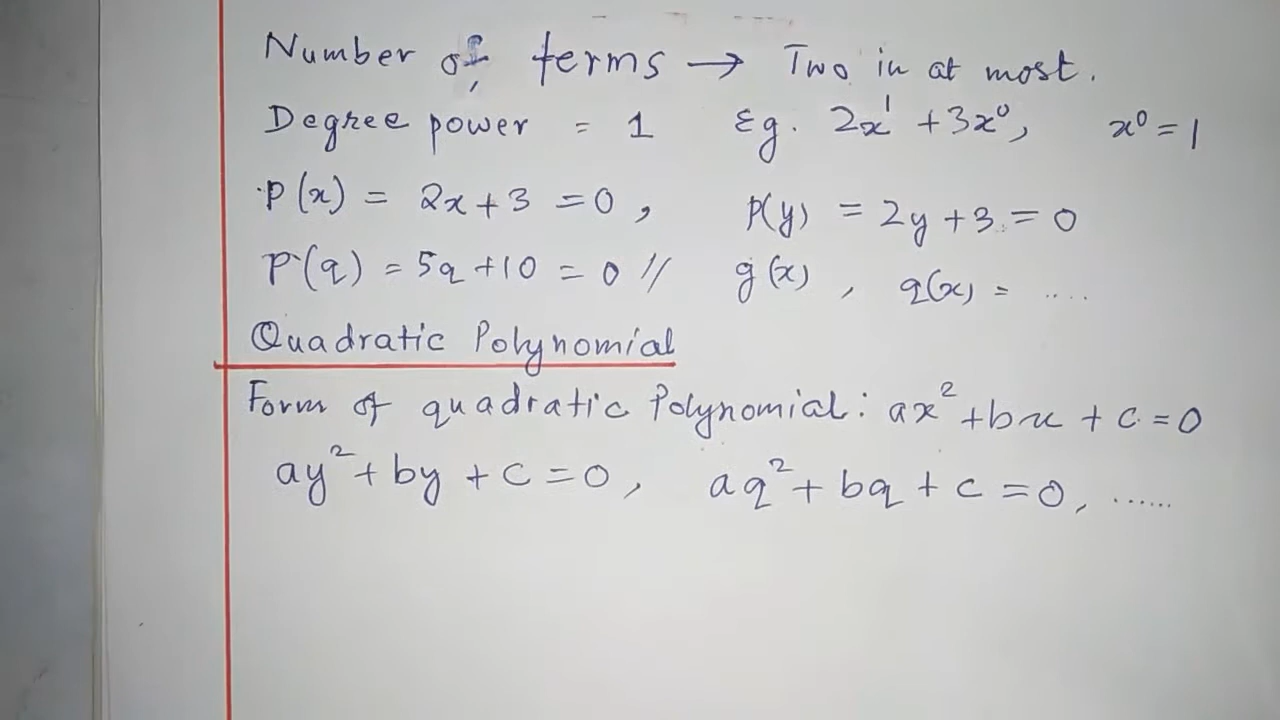 Number of terms → Two in at most.
Degree power = 1 Eg. 2x¹ + 3x⁰, x⁰ = 1
P(x) = 2x + 3 = 0, P(y) = 2y + 3 = 0
P(q) = 5q + 10 = 0 // g(x), q(x) = ....
Quadratic Polynomial
Form of quadratic Polynomial: ax² + bx + c = 0
ay² + by + c = 0, aq² + bq + c = 0, ......